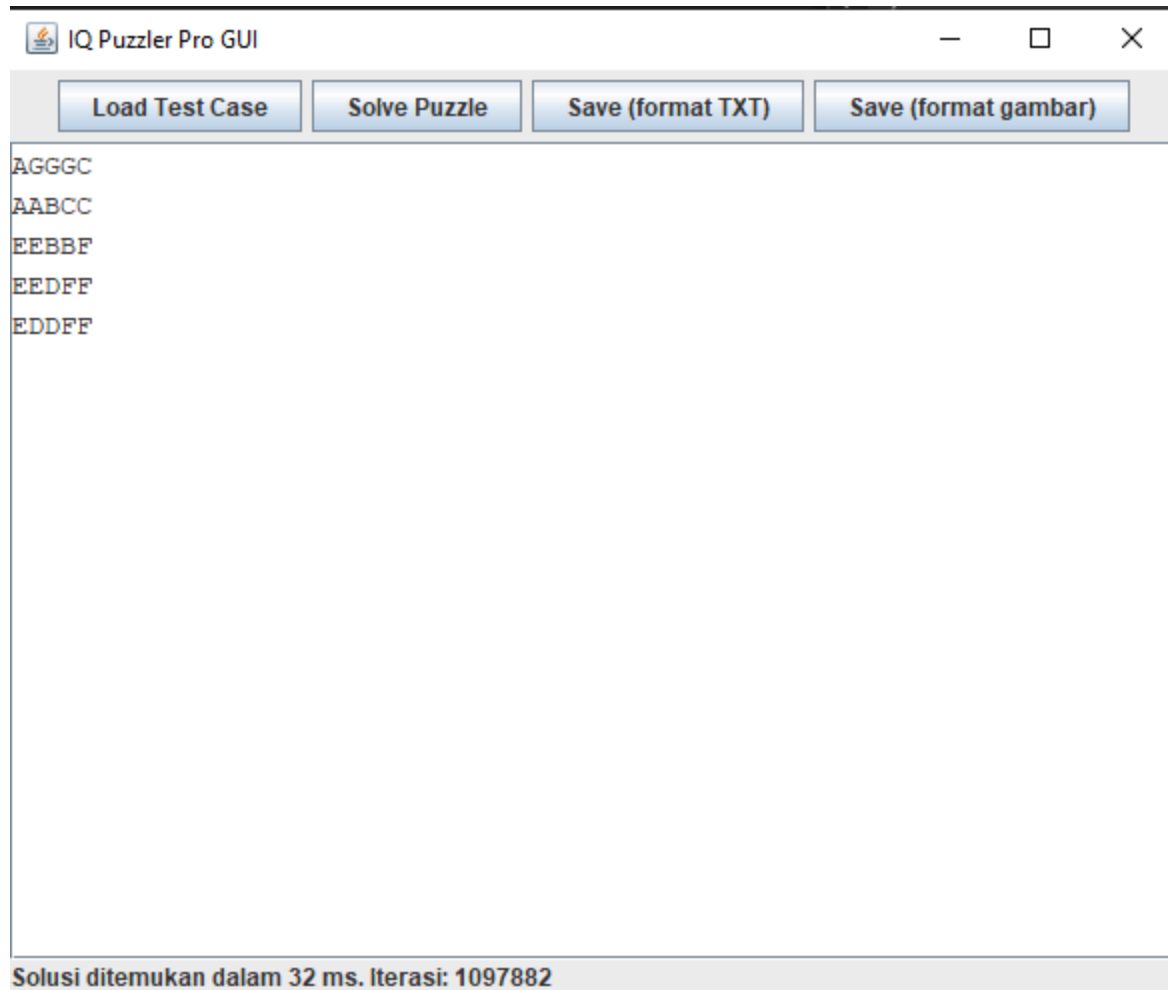 IQ Puzzler Pro GUI
Load Test Case Solve Puzzle Save (format TXT) Save (format gambar)
AGGGC
AABCC
EEBBF
EEDFF
EDDFF
Solusi ditemukan dalam 32 ms. Iterasi: 1097882